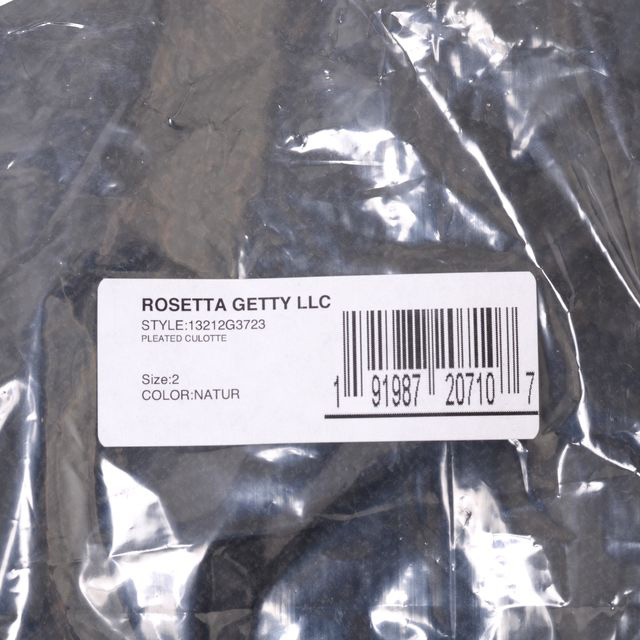 ROSETTA GETTY LLC
STYLE:13212G3723
PLEATED CULOTTE
Size:2
COLOR:NATUR
1 91987 20710 7